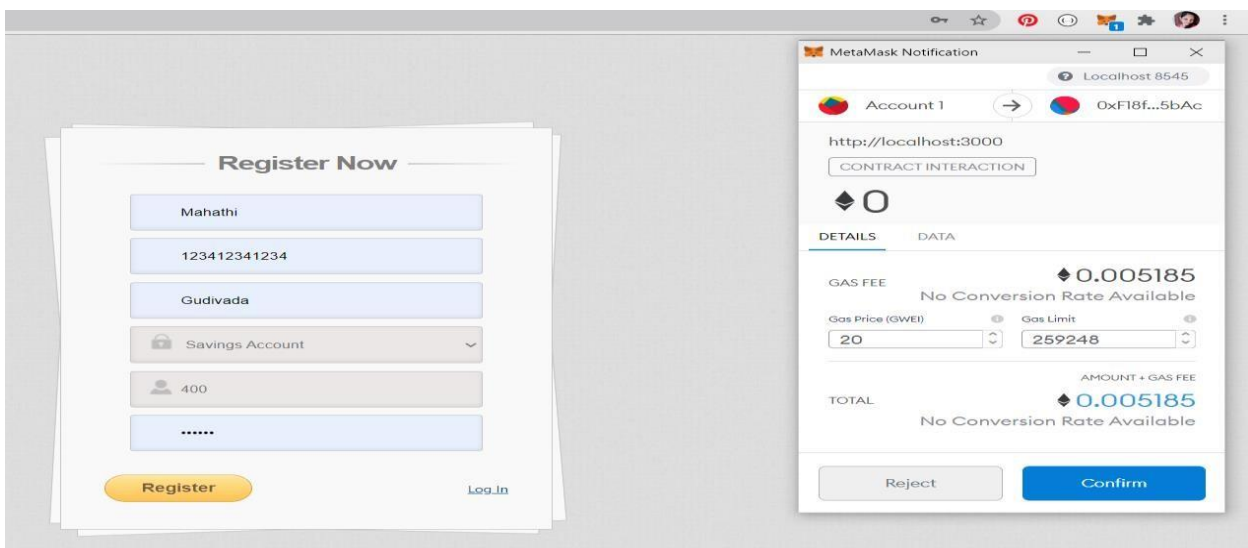 Register Now
Mahathi
123412341234
Gudivada
Savings Account
400
••••••
Register
Log In
1
MetaMask Notification
Localhost 8545
Account 1
0xF18f...5bAc
http://localhost:3000
CONTRACT INTERACTION
0
DETAILS DATA
GAS FEE
0.005185
No Conversion Rate Available
Gas Price (GWEI) Gas Limit
20 259248
AMOUNT + GAS FEE
TOTAL
0.005185
No Conversion Rate Available
Reject Confirm